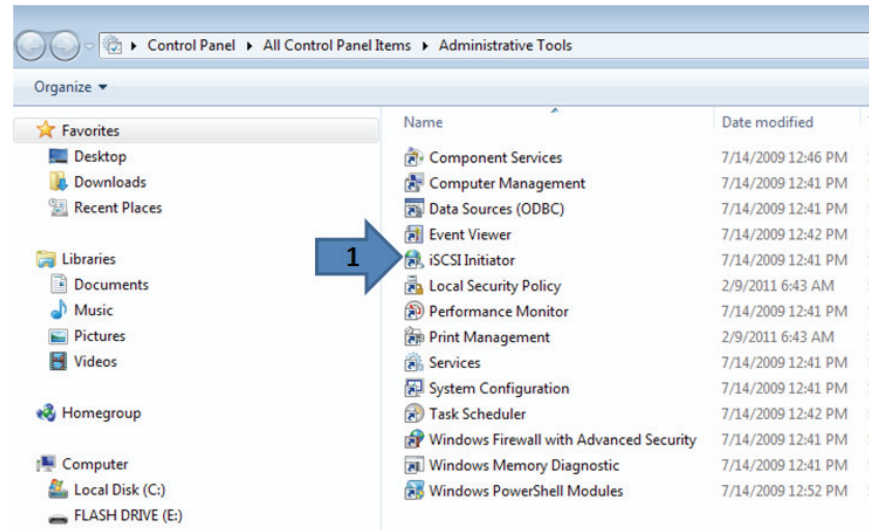 Control Panel ▸ All Control Panel Items ▸ Administrative Tools
Organize
Favorites
Desktop
Downloads
Recent Places
Libraries
Documents
Music
Pictures
Videos
Homegroup
Computer
Local Disk (C:)
FLASH DRIVE (E:)
Name Date modified
Component Services 7/14/2009 12:46 PM
Computer Management 7/14/2009 12:41 PM
Data Sources (ODBC) 7/14/2009 12:41 PM
Event Viewer 7/14/2009 12:42 PM
1 iSCSI Initiator 7/14/2009 12:41 PM
Local Security Policy 2/9/2011 6:43 AM
Performance Monitor 7/14/2009 12:41 PM
Print Management 2/9/2011 6:43 AM
Services 7/14/2009 12:41 PM
System Configuration 7/14/2009 12:41 PM
Task Scheduler 7/14/2009 12:42 PM
Windows Firewall with Advanced Security 7/14/2009 12:41 PM
Windows Memory Diagnostic 7/14/2009 12:41 PM
Windows PowerShell Modules 7/14/2009 12:52 PM